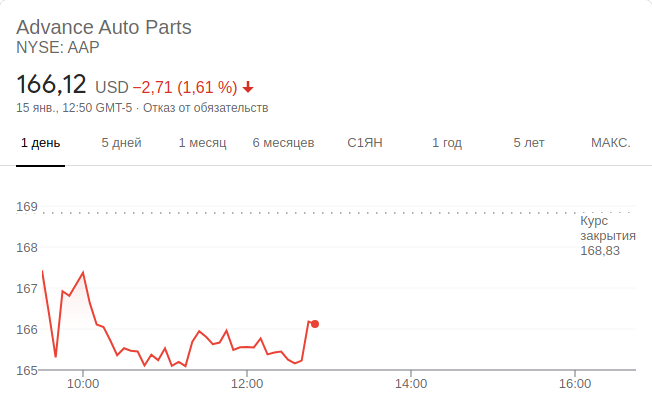 Advance Auto Parts
NYSE: AAP
166,12 USD −2,71 (1,61 %)
15 янв., 12:50 GMT-5 · Отказ от обязательств
1 день 5 дней 1 месяц 6 месяцев С1ЯН 1 год 5 лет МАКС.
169
Курс
закрытия
168,83
168
167
166
165
10:00 12:00 14:00 16:00